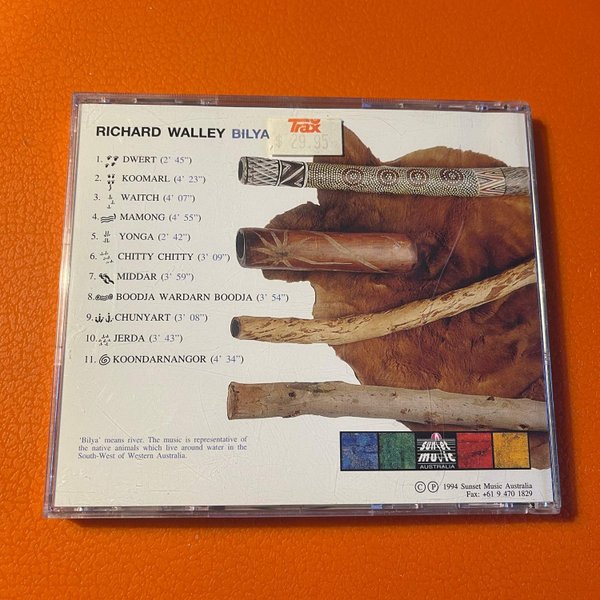 RICHARD WALLEY BILYA
Trax
$ 29.95
1. DWERT (2' 45")
2. KOOMARL (4' 23")
3. WAITCH (4' 07")
4. MAMONG (4' 55")
5. YONGA (2' 42")
6. CHITTY CHITTY (3' 09")
7. MIDDAR (3' 59")
8. BOODJA WARDARN BOODJA (3' 54")
9. CHUNYART (3' 08")
10. JERDA (3' 43")
11. KOONDARNANGOR (4' 34")
'Bilya' means river. The music is representative of
the native animals which live around water in the
South-West of Western Australia.
SUNSET
MUSIC
AUSTRALIA
© ℗ 1994 Sunset Music Australia
Fax: +61 9 470 1829